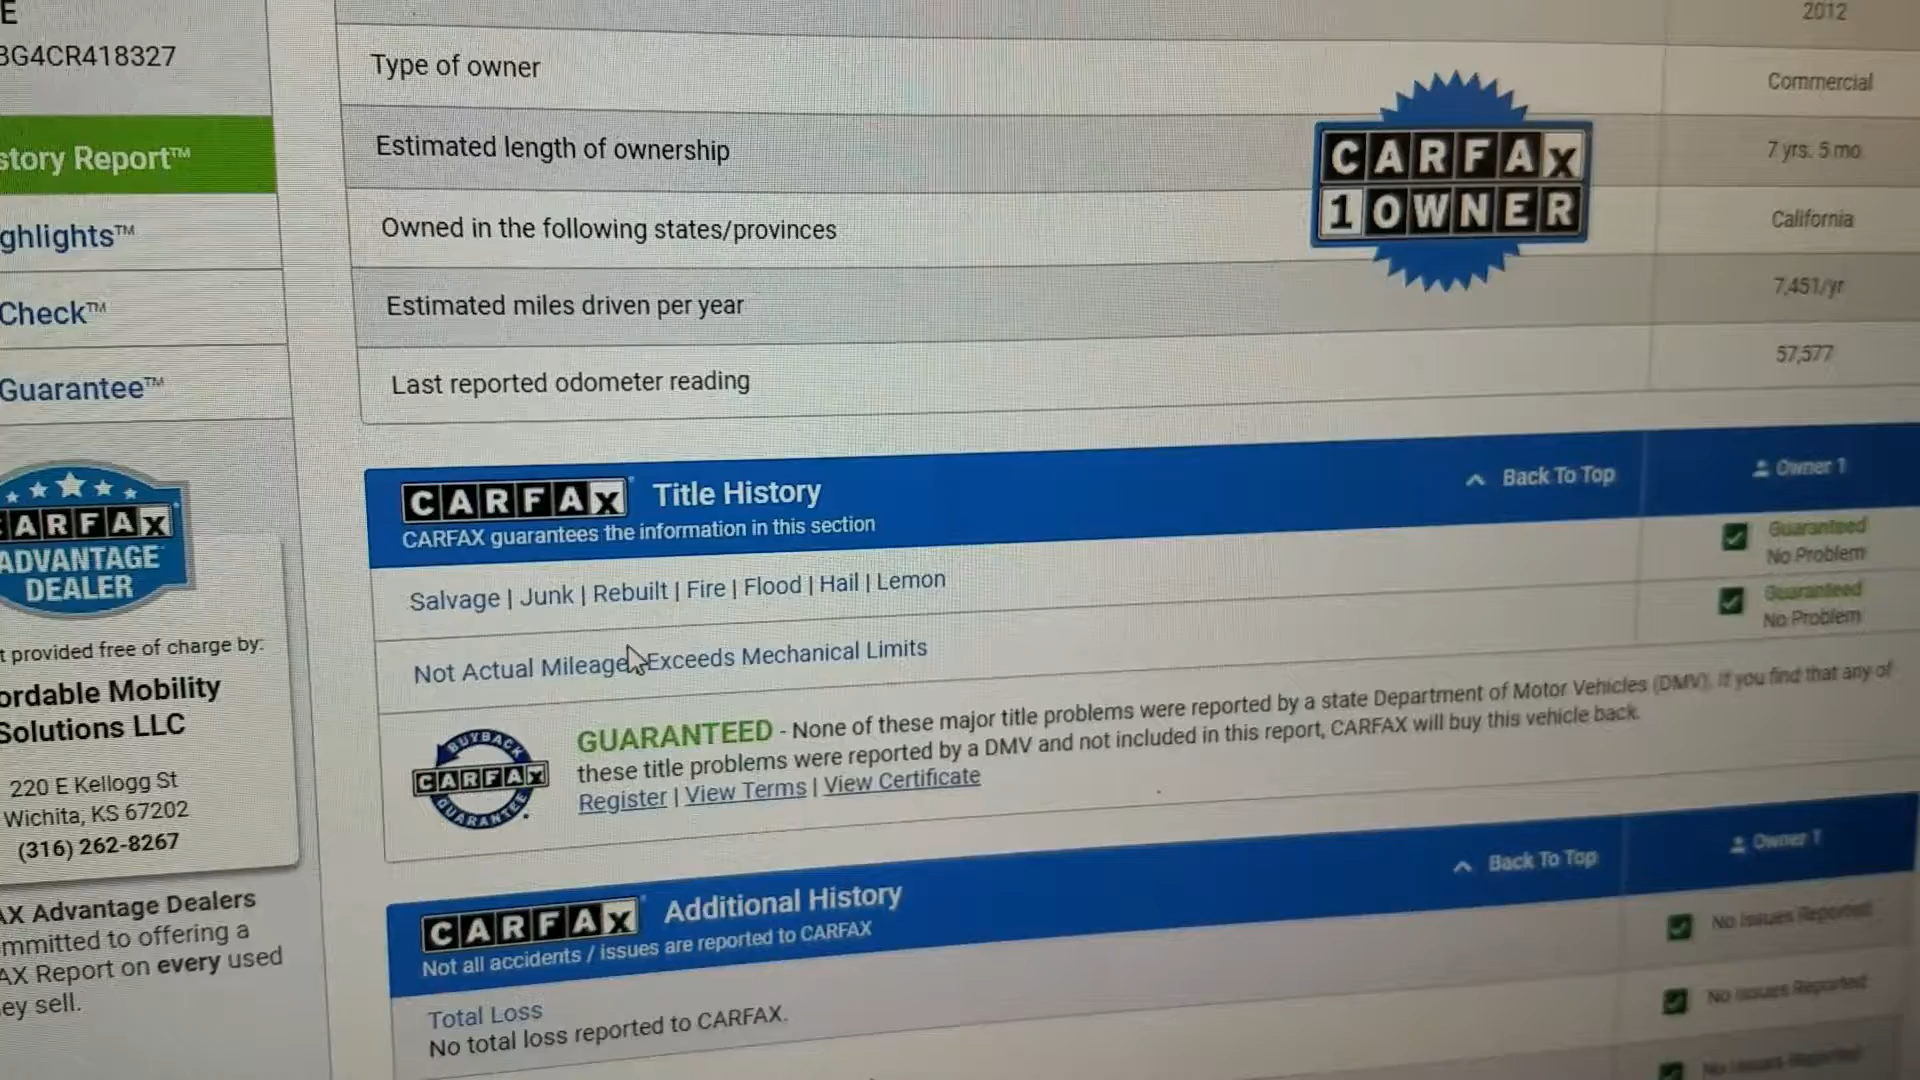 E
BG4CR418327
story Report™
ghlights™
Check™
Guarantee™
CARFAX
ADVANTAGE
DEALER
t provided free of charge by:
ordable Mobility
Solutions LLC
220 E Kellogg St
Wichita, KS 67202
(316) 262-8267
AX Advantage Dealers
mmitted to offering a
AX Report on every used
ey sell.
2012
Type of owner
Commercial
Estimated length of ownership
7 yrs. 5 mo.
Owned in the following states/provinces
California
Estimated miles driven per year
7,451/yr
Last reported odometer reading
57,577
CARFAX
1 OWNER
CARFAX Title History
CARFAX guarantees the information in this section
Back To Top
Owner 1
Salvage | Junk | Rebuilt | Fire | Flood | Hail | Lemon
Guaranteed
No Problem
Not Actual Mileage Exceeds Mechanical Limits
Guaranteed
No Problem
BUYBACK
CARFAX
GUARANTEE
GUARANTEED - None of these major title problems were reported by a state Department of Motor Vehicles (DMV). If you find that any of
these title problems were reported by a DMV and not included in this report, CARFAX will buy this vehicle back.
Register | View Terms | View Certificate
CARFAX Additional History
Not all accidents / issues are reported to CARFAX
Back To Top
Owner 1
Total Loss
No total loss reported to CARFAX.
No Issues Reported
No Issues Reported
No Issues Reported